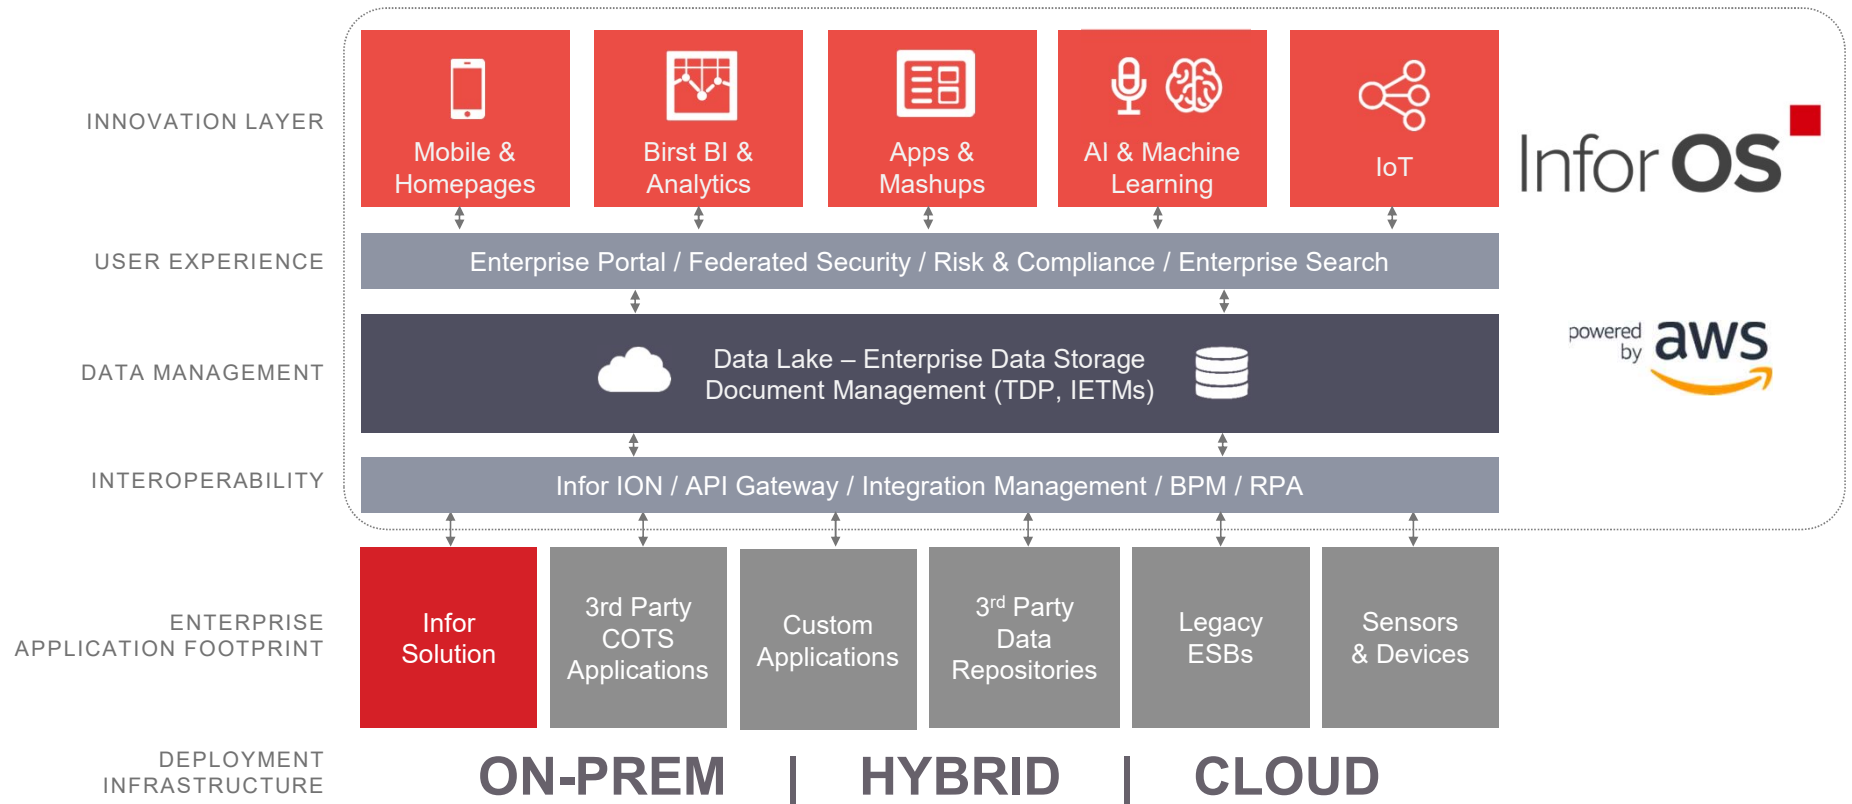 INNOVATION LAYER
Mobile &
Homepages
Birst BI &
Analytics
Apps &
Mashups
AI & Machine
Learning
IoT
Infor OS
USER EXPERIENCE
Enterprise Portal / Federated Security / Risk & Compliance / Enterprise Search
DATA MANAGEMENT
Data Lake – Enterprise Data Storage
Document Management (TDP, IETMs)
powered
by
aws
INTEROPERABILITY
Infor ION / API Gateway / Integration Management / BPM / RPA
ENTERPRISE
APPLICATION FOOTPRINT
Infor
Solution
3rd Party
COTS
Applications
Custom
Applications
3rd Party
Data
Repositories
Legacy
ESBs
Sensors
& Devices
DEPLOYMENT
INFRASTRUCTURE
ON-PREM | HYBRID | CLOUD